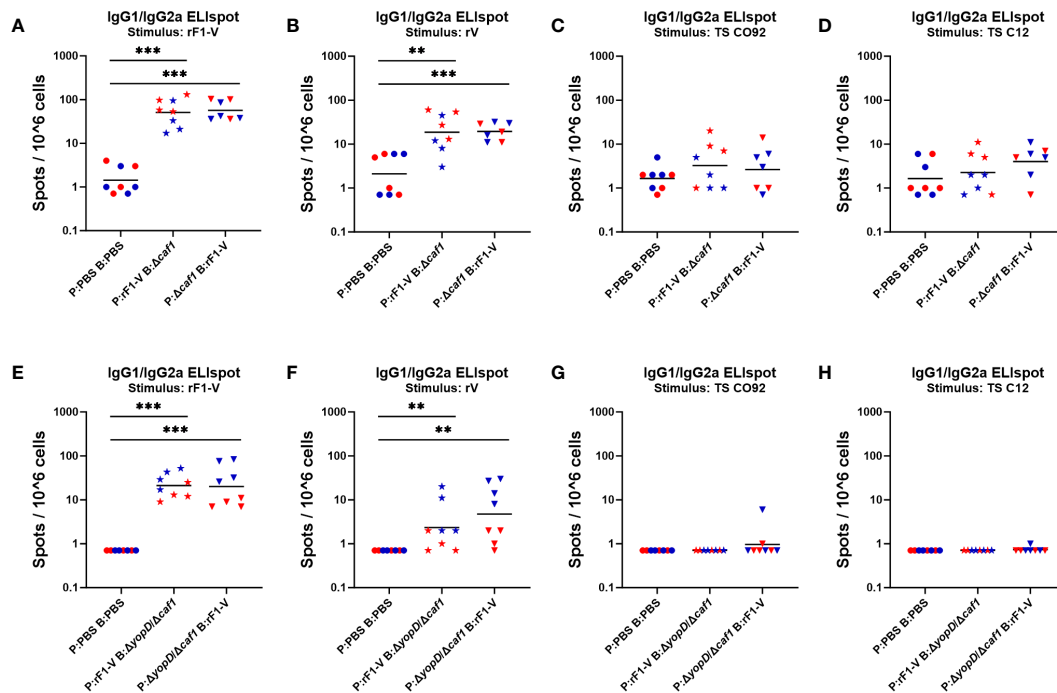 A
IgG1/IgG2a ELIspot
Stimulus: rF1-V
Spots / 10^6 cells
1000
100
10
1
0.1
***
***
P:PBS B:PBS
P:rF1-V B:Δcaf1
P:Δcaf1 B:rF1-V
B
IgG1/IgG2a ELIspot
Stimulus: rV
Spots / 10^6 cells
1000
100
10
1
0.1
**
***
P:PBS B:PBS
P:rF1-V B:Δcaf1
P:Δcaf1 B:rF1-V
C
IgG1/IgG2a ELIspot
Stimulus: TS CO92
Spots / 10^6 cells
1000
100
10
1
0.1
P:PBS B:PBS
P:rF1-V B:Δcaf1
P:Δcaf1 B:rF1-V
D
IgG1/IgG2a ELIspot
Stimulus: TS C12
Spots / 10^6 cells
1000
100
10
1
0.1
P:PBS B:PBS
P:rF1-V B:Δcaf1
P:Δcaf1 B:rF1-V
E
IgG1/IgG2a ELIspot
Stimulus: rF1-V
Spots / 10^6 cells
1000
100
10
1
0.1
***
***
P:PBS B:PBS
P:rF1-V B:ΔyopD/Δcaf1
P:ΔyopD/Δcaf1 B:rF1-V
F
IgG1/IgG2a ELIspot
Stimulus: rV
Spots / 10^6 cells
1000
100
10
1
0.1
**
**
P:PBS B:PBS
P:rF1-V B:ΔyopD/Δcaf1
P:ΔyopD/Δcaf1 B:rF1-V
G
IgG1/IgG2a ELIspot
Stimulus: TS CO92
Spots / 10^6 cells
1000
100
10
1
0.1
P:PBS B:PBS
P:rF1-V B:ΔyopD/Δcaf1
P:ΔyopD/Δcaf1 B:rF1-V
H
IgG1/IgG2a ELIspot
Stimulus: TS C12
Spots / 10^6 cells
1000
100
10
1
0.1
P:PBS B:PBS
P:rF1-V B:ΔyopD/Δcaf1
P:ΔyopD/Δcaf1 B:rF1-V